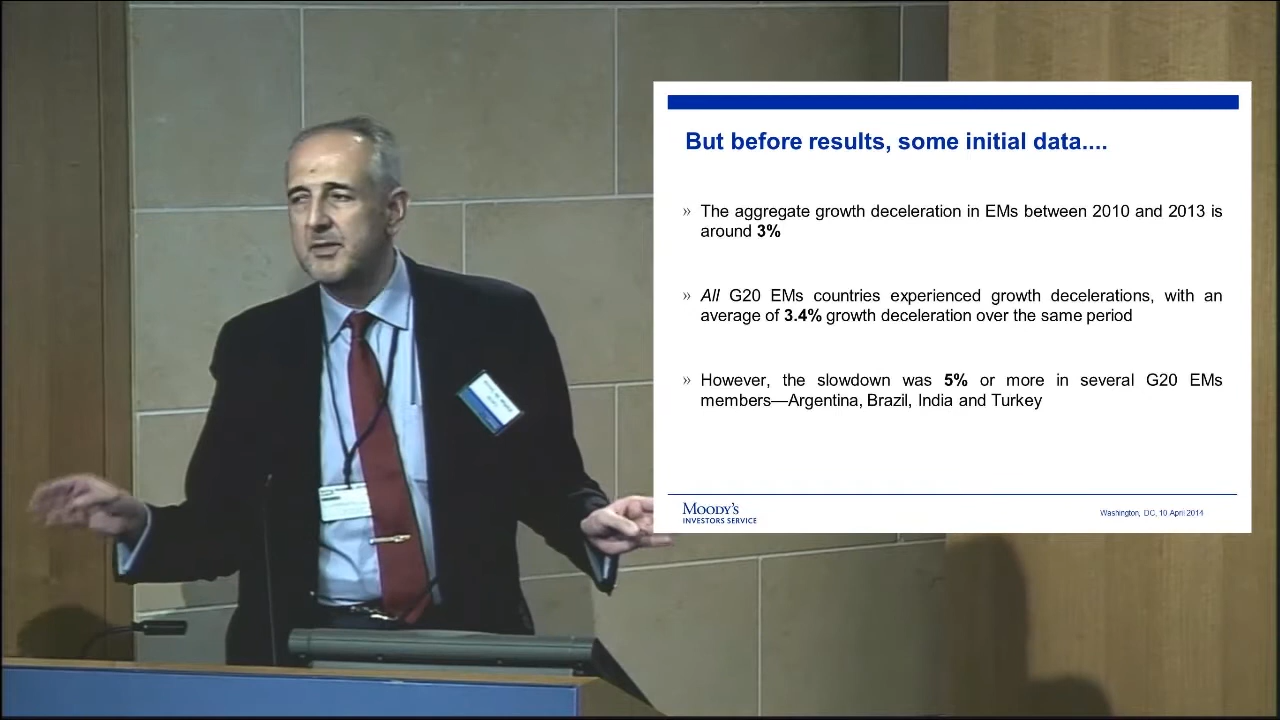 But before results, some initial data....
» The aggregate growth deceleration in EMs between 2010 and 2013 is
around 3%
» All G20 EMs countries experienced growth decelerations, with an
average of 3.4% growth deceleration over the same period
» However, the slowdown was 5% or more in several G20 EMs
members—Argentina, Brazil, India and Turkey
MOODY'S
INVESTORS SERVICE
Washington, DC, 10 April 2014